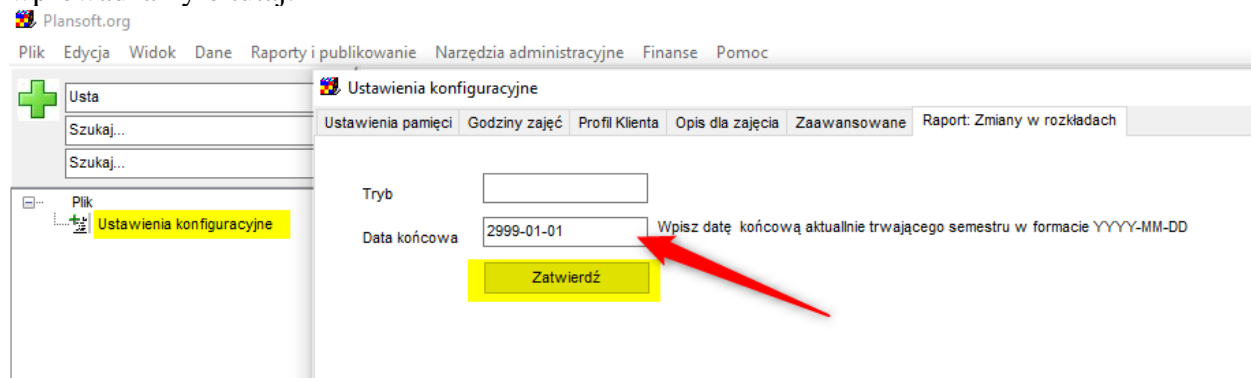 Plansoft.org
Plik Edycja Widok Dane Raporty i publikowanie Narzędzia administracyjne Finanse Pomoc
Usta
Szukaj...
Szukaj...
Plik
Ustawienia konfiguracyjne
Ustawienia konfiguracyjne
Ustawienia pamięci Godziny zajęć Profil Klienta Opis dla zajęcia Zaawansowane Raport: Zmiany w rozkładach
Tryb
Data końcowa 2999-01-01 Wpisz datę końcową aktuallnie trwającego semestru w formacie YYYY-MM-DD
Zatwierdź